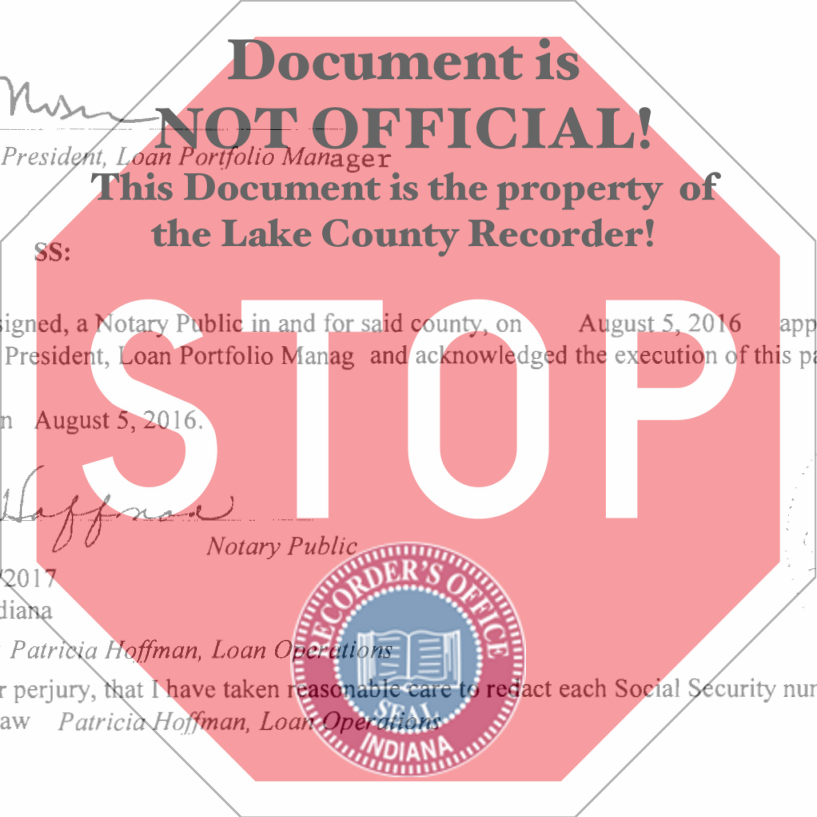 Document is
NOT OFFICIAL!
President, Loan Portfolio Manager
This Document is the property of
the Lake County Recorder!
SS:
signed, a Notary Public in and for said county, on August 5, 2016 app
President, Loan Portfolio Manag and acknowledged the execution of this pa
STOP
n August 5, 2016.
Hoffman
Notary Public
/2017
diana
Patricia Hoffman, Loan Operations
r perjury, that I have taken reasonable care to redact each Social Security num
aw Patricia Hoffman, Loan Operations
RECORDER'S OFFICE
SEAL
INDIANA